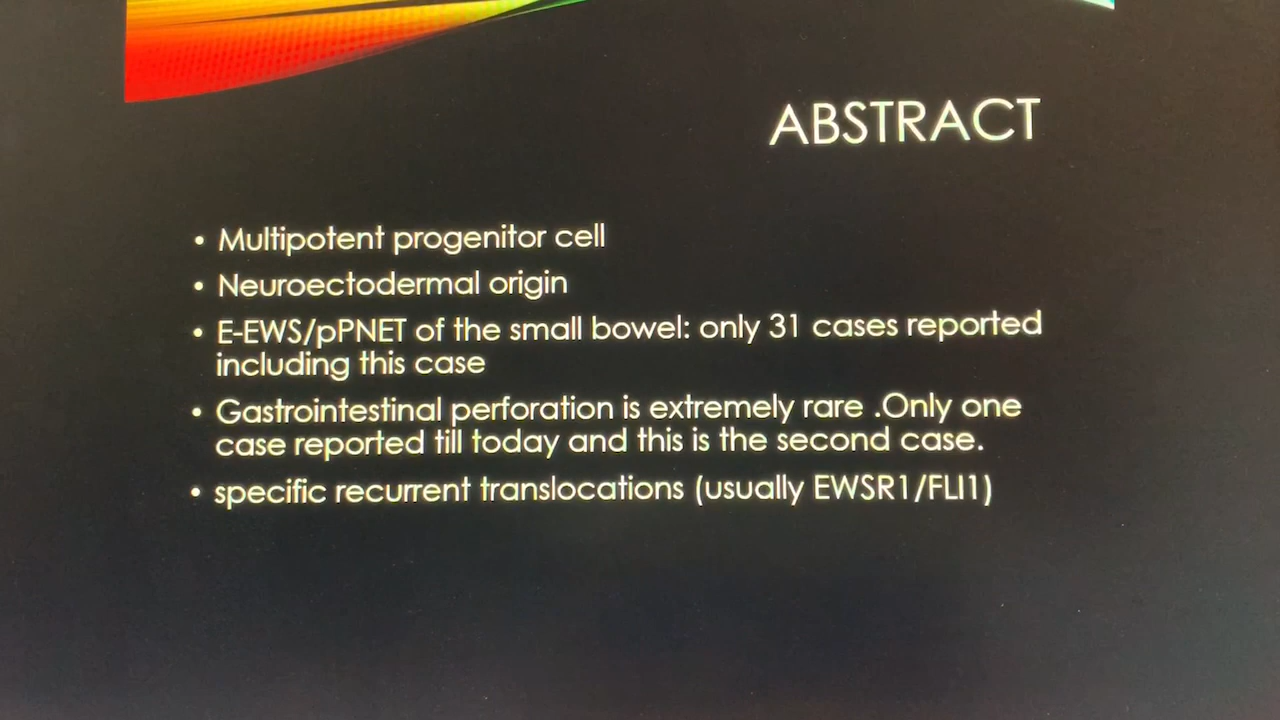 ABSTRACT
• Multipotent progenitor cell
• Neuroectodermal origin
• E-EWS/pPNET of the small bowel: only 31 cases reported
including this case
• Gastrointestinal perforation is extremely rare .Only one
case reported till today and this is the second case.
• specific recurrent translocations (usually EWSR1/FLI1)